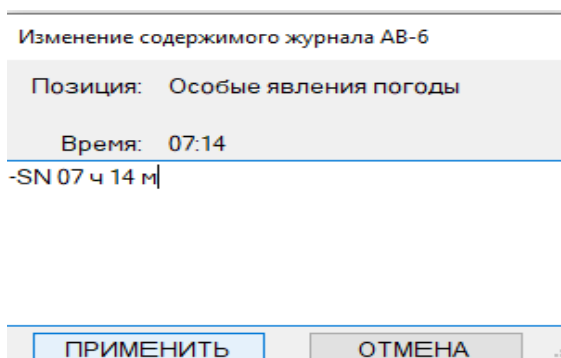 Изменение содержимого журнала АВ-6
Позиция: Особые явления погоды
Время: 07:14
-SN 07 ч 14 м
ПРИМЕНИТЬ ОТМЕНА